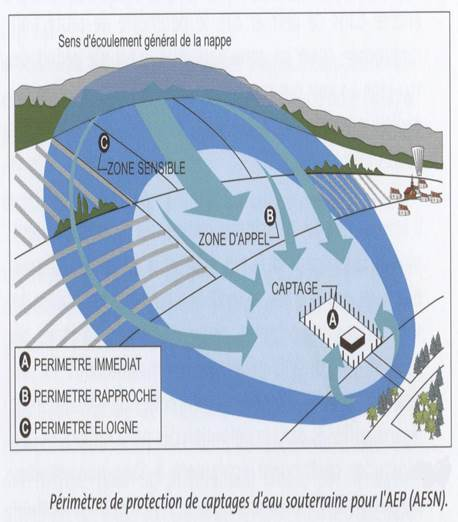 Sens d'écoulement général de la nappe
C
ZONE SENSIBLE
B
ZONE D'APPEL
CAPTAGE
A
A PERIMETRE IMMEDIAT
B PERIMETRE RAPPROCHE
C PERIMETRE ELOIGNE
Périmètres de protection de captages d'eau souterraine pour l'AEP (AESN).